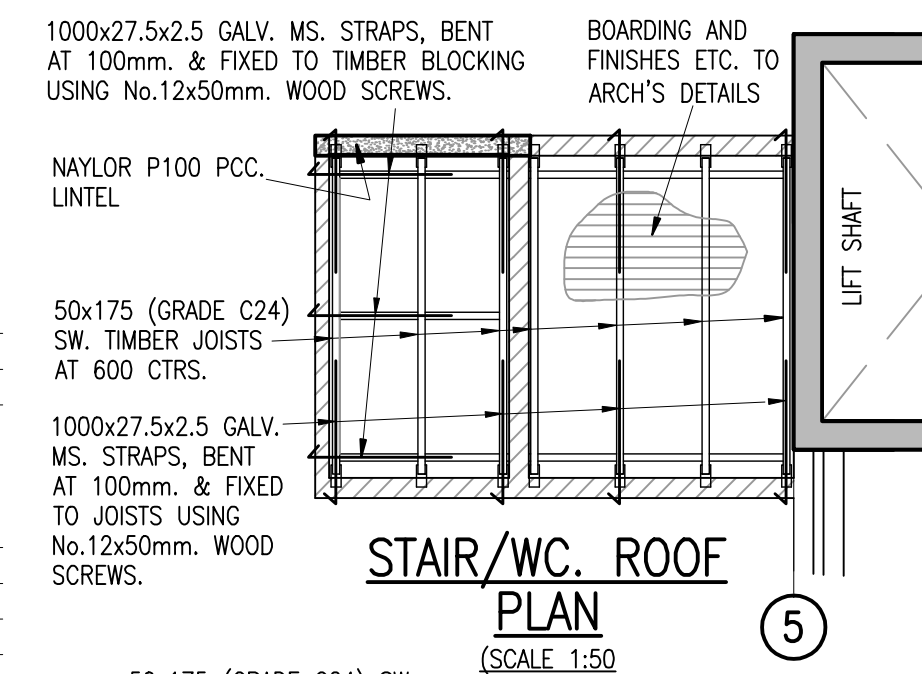 1000x27.5x2.5 GALV. MS. STRAPS, BENT
AT 100mm. & FIXED TO TIMBER BLOCKING
USING No.12x50mm. WOOD SCREWS.
BOARDING AND
FINISHES ETC. TO
ARCH'S DETAILS
NAYLOR P100 PCC.
LINTEL
LIFT SHAFT
50x175 (GRADE C24)
SW. TIMBER JOISTS
AT 600 CTRS.
1000x27.5x2.5 GALV.
MS. STRAPS, BENT
AT 100mm. & FIXED
TO JOISTS USING
No.12x50mm. WOOD
SCREWS.
STAIR/WC. ROOF
PLAN
(SCALE 1:50
5